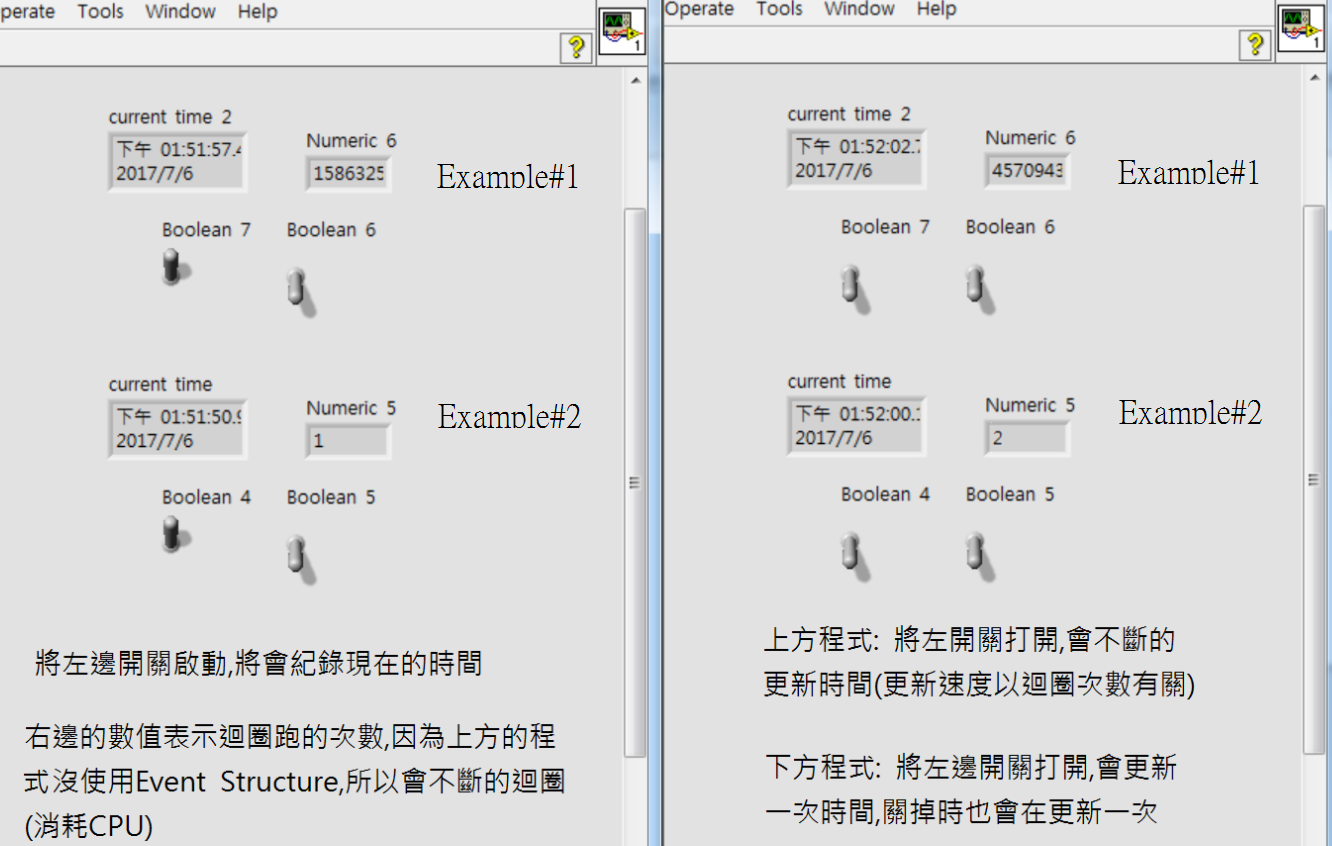 perate Tools Window Help
1
current time 2
Numeric 6
下午 01:51:57.4
2017/7/6
1586325
Example#1
Boolean 7 Boolean 6
current time
Numeric 5
下午 01:51:50.9
2017/7/6
1
Example#2
Boolean 4 Boolean 5
將左邊開關啟動,將會紀錄現在的時間
右邊的數值表示迴圈跑的次數,因為上方的程
式沒使用Event Structure,所以會不斷的迴圈
(消耗CPU)
Operate Tools Window Help
1
current time 2
Numeric 6
下午 01:52:02.7
2017/7/6
4570943
Example#1
Boolean 7 Boolean 6
current time
Numeric 5
下午 01:52:00.1
2017/7/6
2
Example#2
Boolean 4 Boolean 5
上方程式: 將左開關打開,會不斷的
更新時間(更新速度以迴圈次數有關)
下方程式: 將左邊開關打開,會更新
一次時間,關掉時也會在更新一次